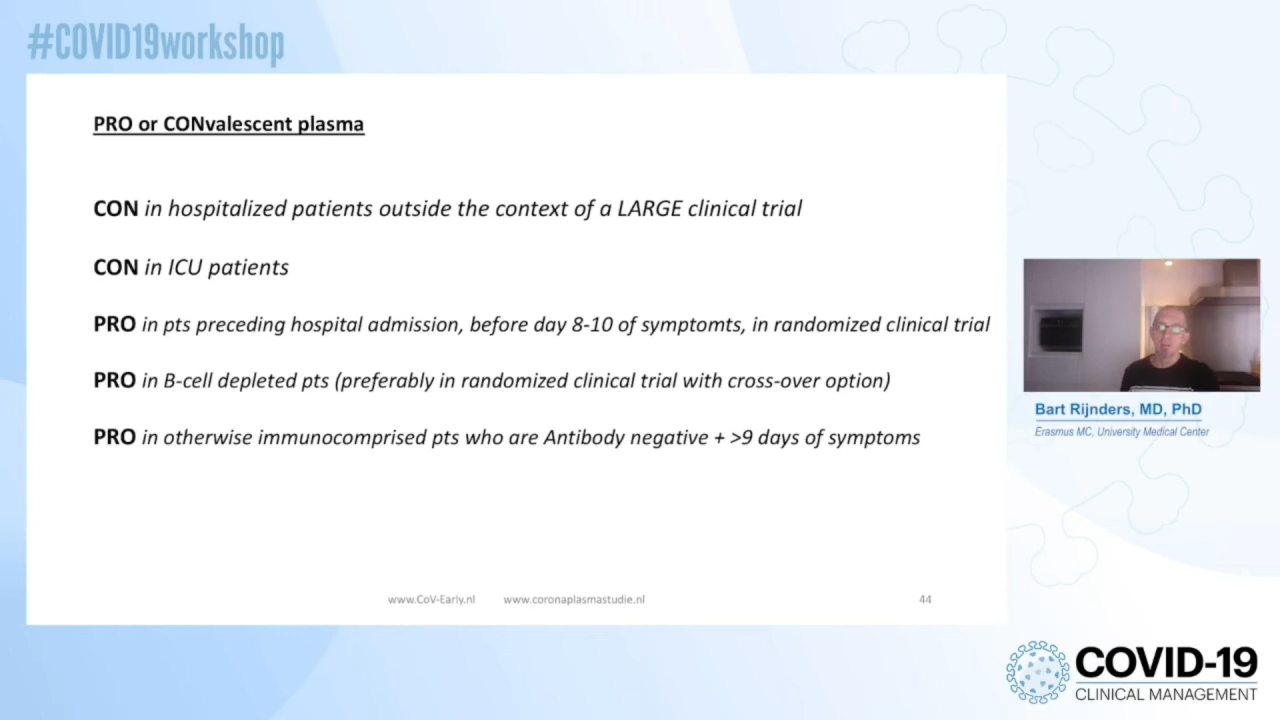 #COVID19workshop
PRO or CONvalescent plasma
CON in hospitalized patients outside the context of a LARGE clinical trial
CON in ICU patients
PRO in pts preceding hospital admission, before day 8-10 of symptomts, in randomized clinical trial
PRO in B-cell depleted pts (preferably in randomized clinical trial with cross-over option)
PRO in otherwise immunocomprised pts who are Antibody negative + >9 days of symptoms
www.CoV-Early.nl www.coronaplasmastudie.nl 44
Bart Rijnders, MD, PhD
Erasmus MC, University Medical Center
COVID-19
CLINICAL MANAGEMENT